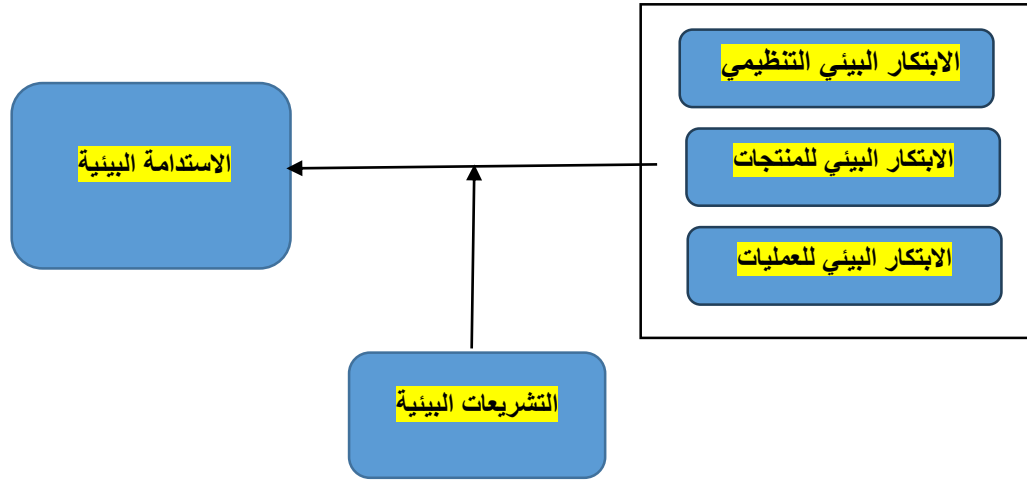 الابتكار البيئي التنظيمي
الابتكار البيئي للمنتجات
الاستدامة البيئية
الابتكار البيئي للعمليات
التشريعات البيئية